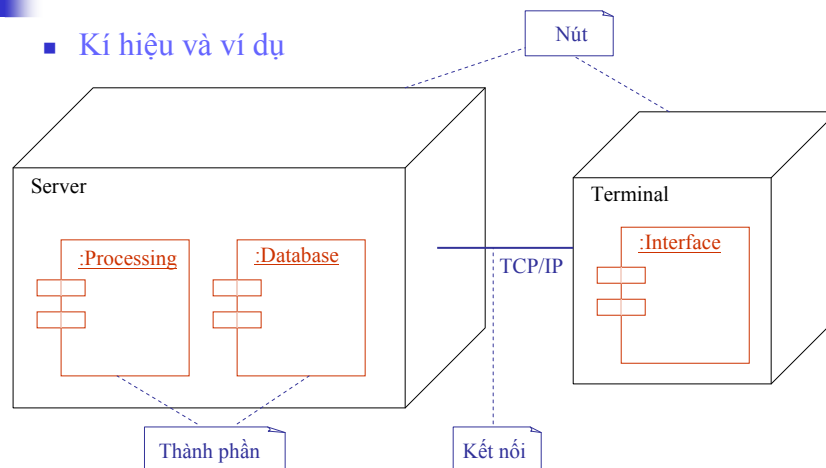 Kí hiệu và ví dụ
Nút
Server
Terminal
:Processing
:Database
:Interface
TCP/IP
Thành phần
Kết nối